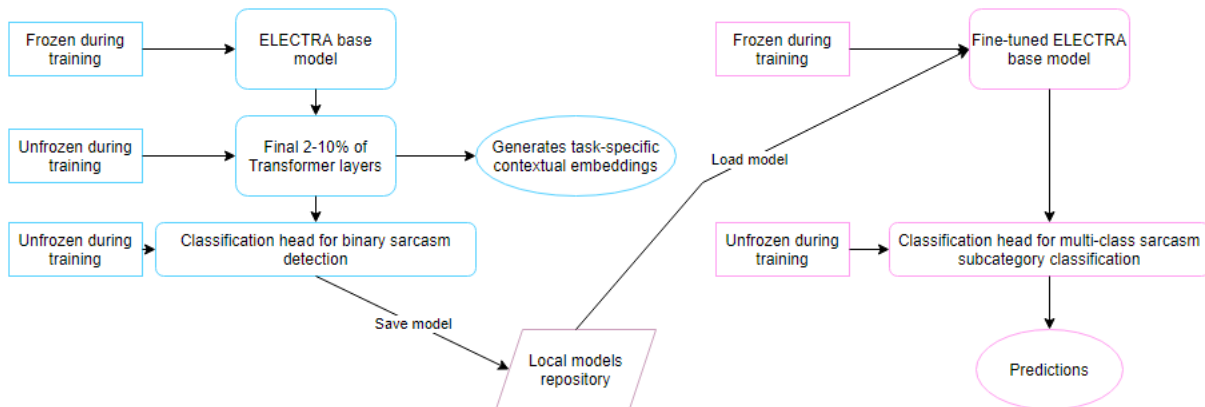 Frozen during
training
ELECTRA base
model
Unfrozen during
training
Final 2-10% of
Transformer layers
Generates task-specific
contextual embeddings
Unfrozen during
training
Classification head for binary sarcasm
detection
Save model
Local models
repository
Load model
Frozen during
training
Fine-tuned ELECTRA
base model
Unfrozen during
training
Classification head for multi-class sarcasm
subcategory classification
Predictions